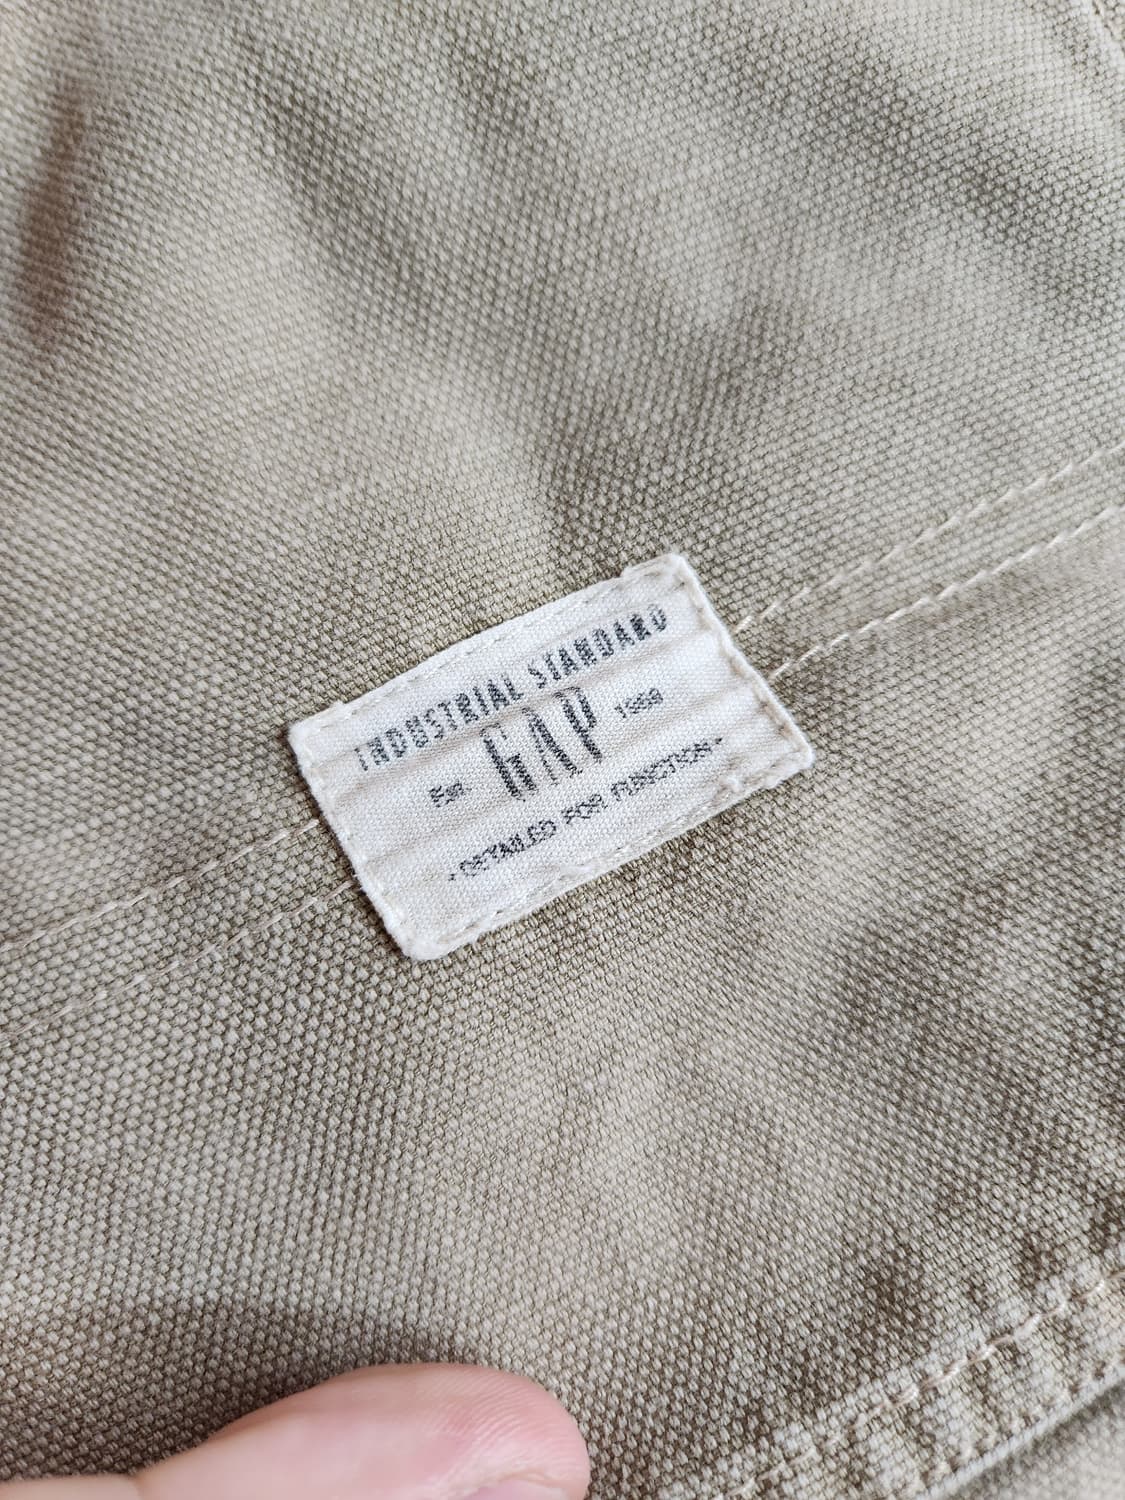 INDUSTRIAL STANDARD
Est. GAP 1969
• DETAILED FOR FUNCTION •